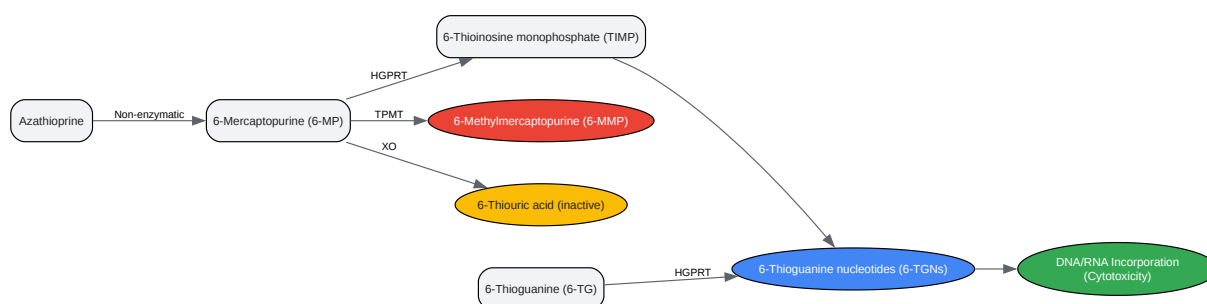 6-Thioinosine monophosphate (TIMP)
HGPRT
Azathioprine
Non-enzymatic
6-Mercaptopurine (6-MP)
TPMT
6-Methylmercaptopurine (6-MMP)
XO
6-Thiouric acid (inactive)
6-Thioguanine (6-TG)
HGPRT
6-Thioguanine nucleotides (6-TGNs)
DNA/RNA Incorporation
(Cytotoxicity)